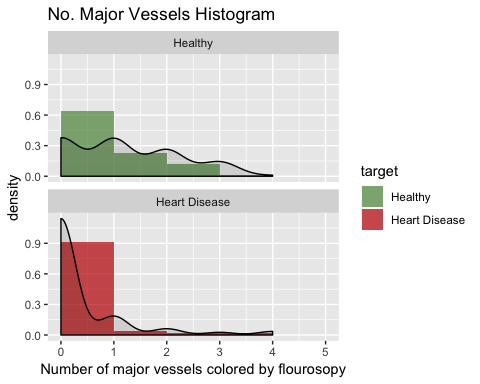 No. Major Vessels Histogram
Healthy
0.9
0.6
0.3
0.0
Heart Disease
0.9
0.6
0.3
0.0
density
0 1 2 3 4 5
Number of major vessels colored by flourosopy
target
Healthy
Heart Disease